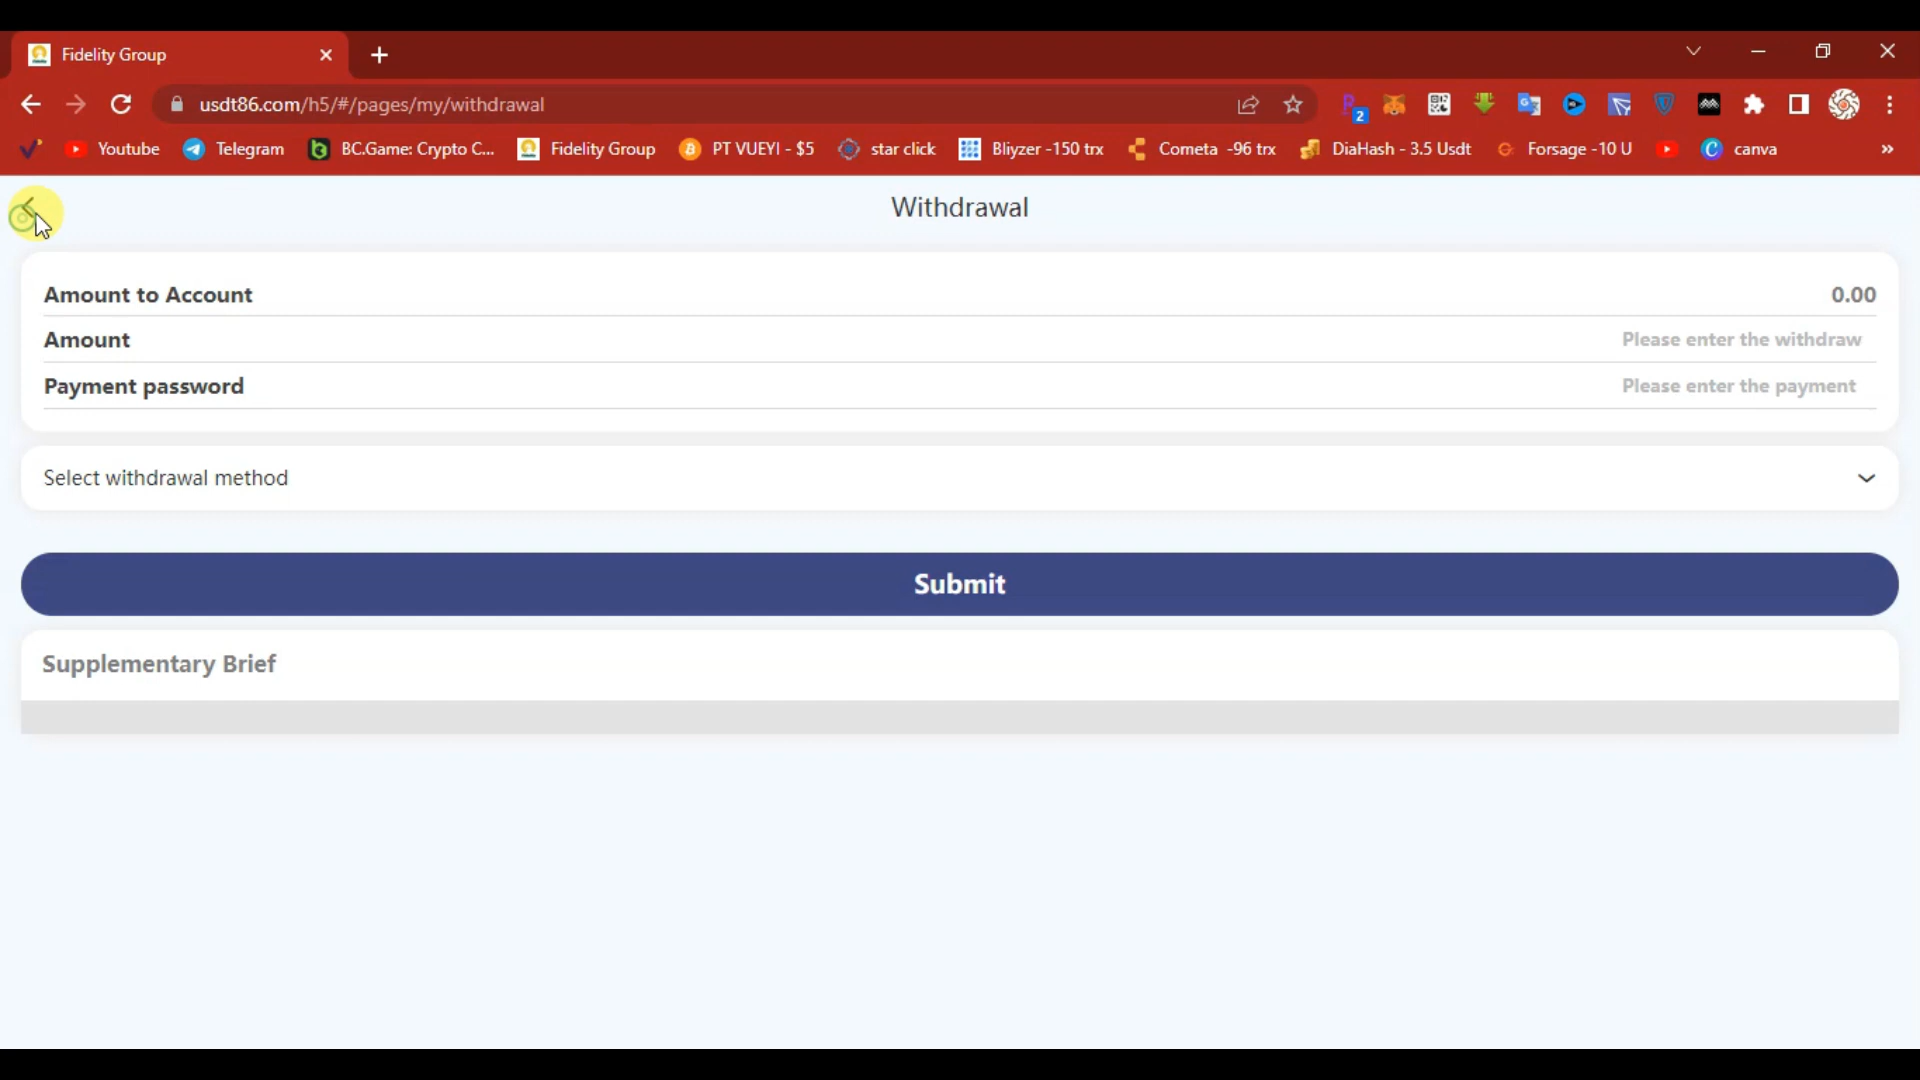 Fidelity Group
usdt86.com/h5/#/pages/my/withdrawal
2
Youtube Telegram BC.Game: Crypto C... Fidelity Group PT VUEYI - $5 star click Bliyzer -150 trx Cometa -96 trx DiaHash - 3.5 Usdt Forsage -10 U canva
Withdrawal
Amount to Account 0.00
Amount Please enter the withdraw
Payment password Please enter the payment
Select withdrawal method
Submit
Supplementary Brief